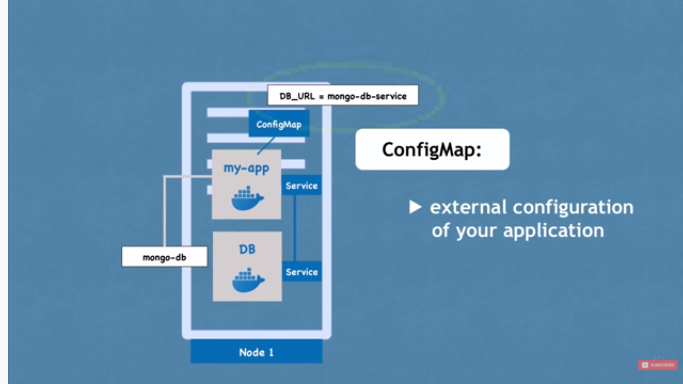 DB_URL = mongo-db-service
ConfigMap
ConfigMap:
my-app
Service
▶ external configuration
of your application
DB
mongo-db
Service
Node 1
SUBSCRIBE